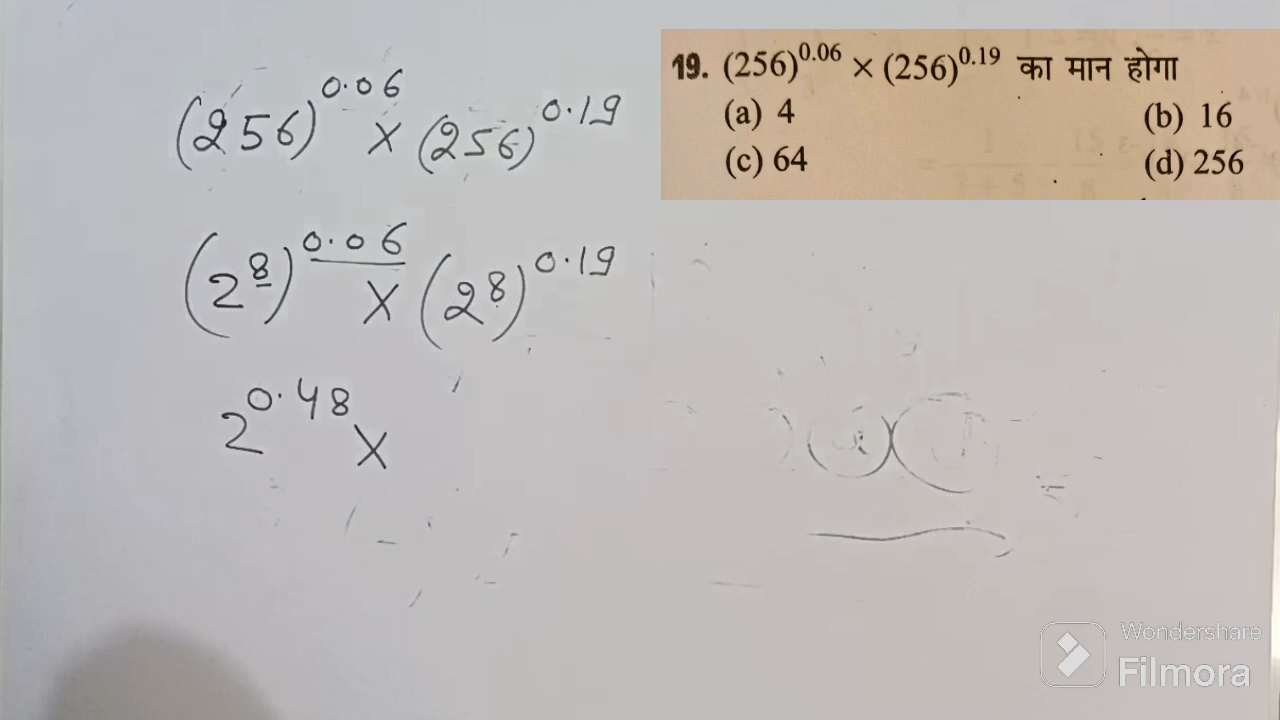 (256)^0.06 × (256)^0.19
(2^8)^0.06 × (2^8)^0.19
2^0.48 ×
19. (256)^0.06 × (256)^0.19 का मान होगा
(a) 4 (b) 16
(c) 64 (d) 256
Wondershare
Filmora